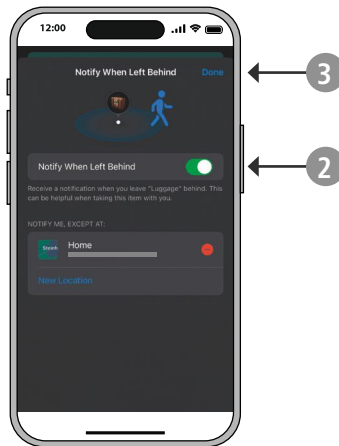 12:00
Notify When Left Behind Done
3
Notify When Left Behind
2
Receive a notification when you leave "Luggage" behind. This
can be helpful when taking this item with you.
NOTIFY ME, EXCEPT AT:
Home
New Location